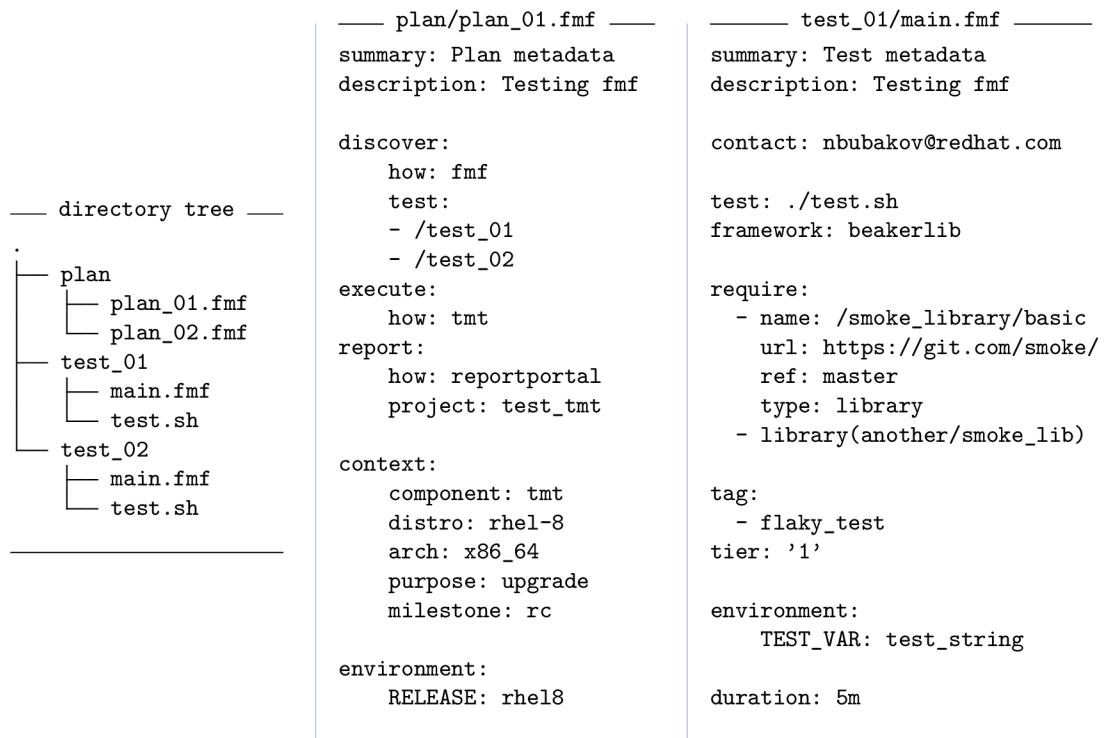 directory tree
.
plan
plan_01.fmf
plan_02.fmf
test_01
main.fmf
test.sh
test_02
main.fmf
test.sh
plan/plan_01.fmf
summary: Plan metadata
description: Testing fmf
discover:
how: fmf
test:
- /test_01
- /test_02
execute:
how: tmt
report:
how: reportportal
project: test_tmt
context:
component: tmt
distro: rhel-8
arch: x86_64
purpose: upgrade
milestone: rc
environment:
RELEASE: rhel8
test_01/main.fmf
summary: Test metadata
description: Testing fmf
contact: nbubakov@redhat.com
test: ./test.sh
framework: beakerlib
require:
- name: /smoke_library/basic
url: https://git.com/smoke/
ref: master
type: library
- library(another/smoke_lib)
tag:
- flaky_test
tier: ’1’
environment:
TEST_VAR: test_string
duration: 5m